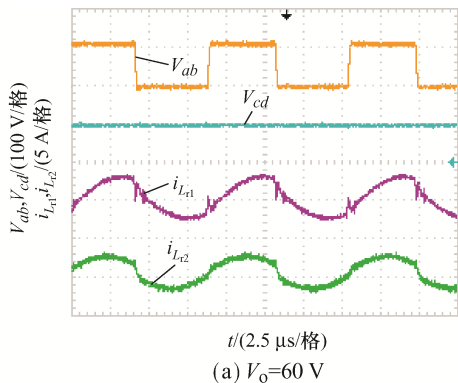 V_ab
V_cd
i_Lr1
i_Lr2
V_ab,V_cd/(100 V/格)
i_Lr1,i_Lr2/(5 A/格)
t/(2.5 μs/格)
(a) V_o=60 V